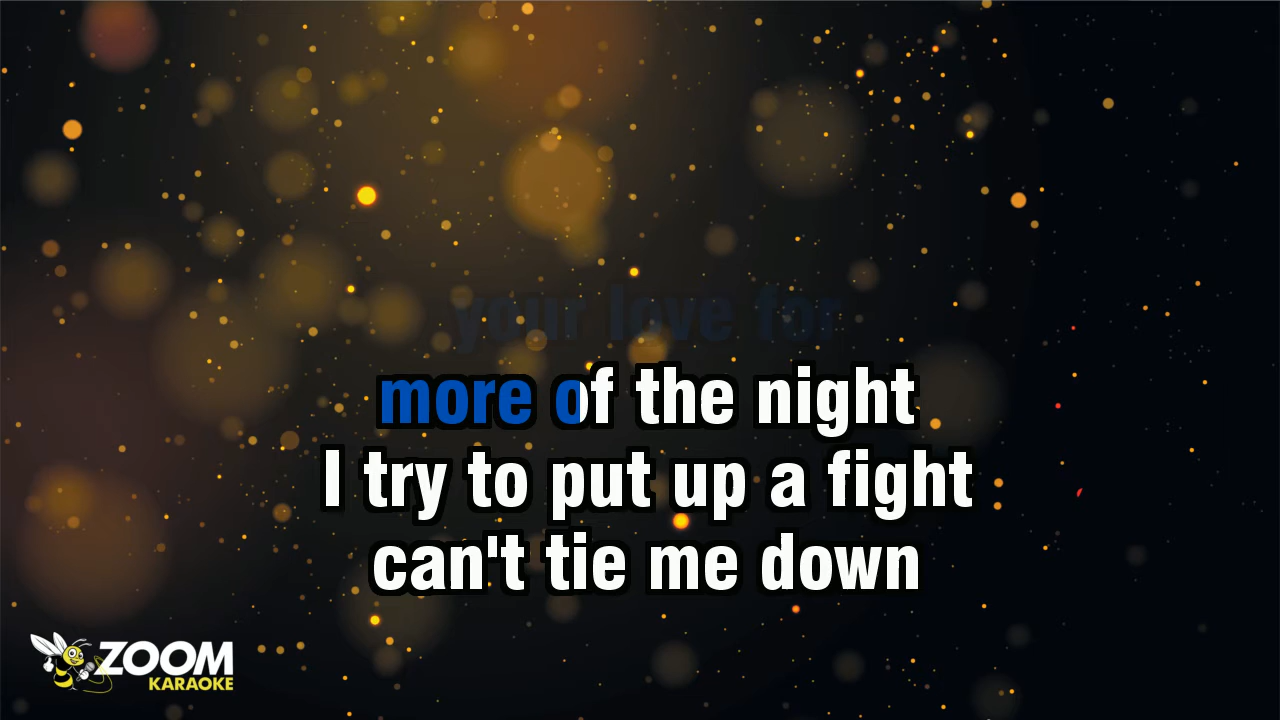 your love for
more of the night
I try to put up a fight
can't tie me down
ZOOM
KARAOKE